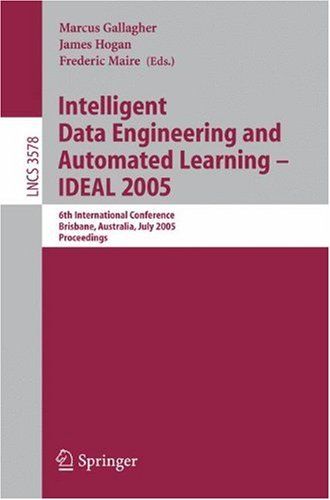 Marcus Gallagher
James Hogan
Frederic Maire (Eds.)
LNCS 3578
Intelligent
Data Engineering and
Automated Learning –
IDEAL 2005
6th International Conference
Brisbane, Australia, July 2005
Proceedings
Springer